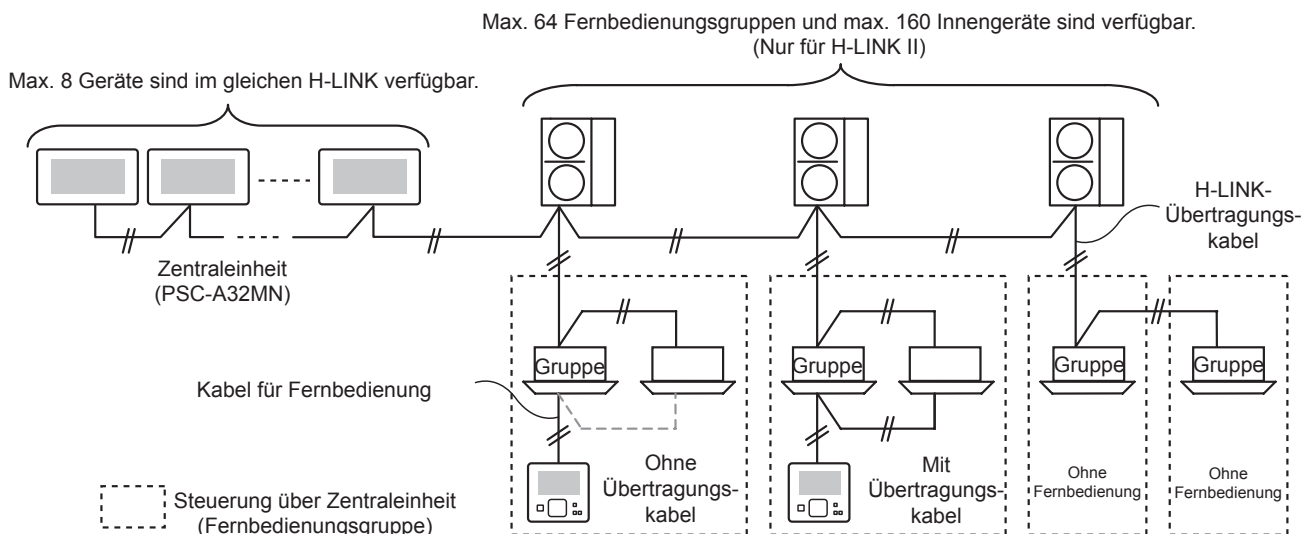 Max. 64 Fernbedienungsgruppen und max. 160 Innengeräte sind verfügbar.
(Nur für H-LINK II)
Max. 8 Geräte sind im gleichen H-LINK verfügbar.
H-LINK-
Übertragungs-
kabel
Zentraleinheit
(PSC-A32MN)
Gruppe
Gruppe
Gruppe
Gruppe
Kabel für Fernbedienung
Ohne
Übertragungs-
kabel
Mit
Übertragungs-
kabel
Ohne
Fernbedienung
Ohne
Fernbedienung
Steuerung über Zentraleinheit
(Fernbedienungsgruppe)